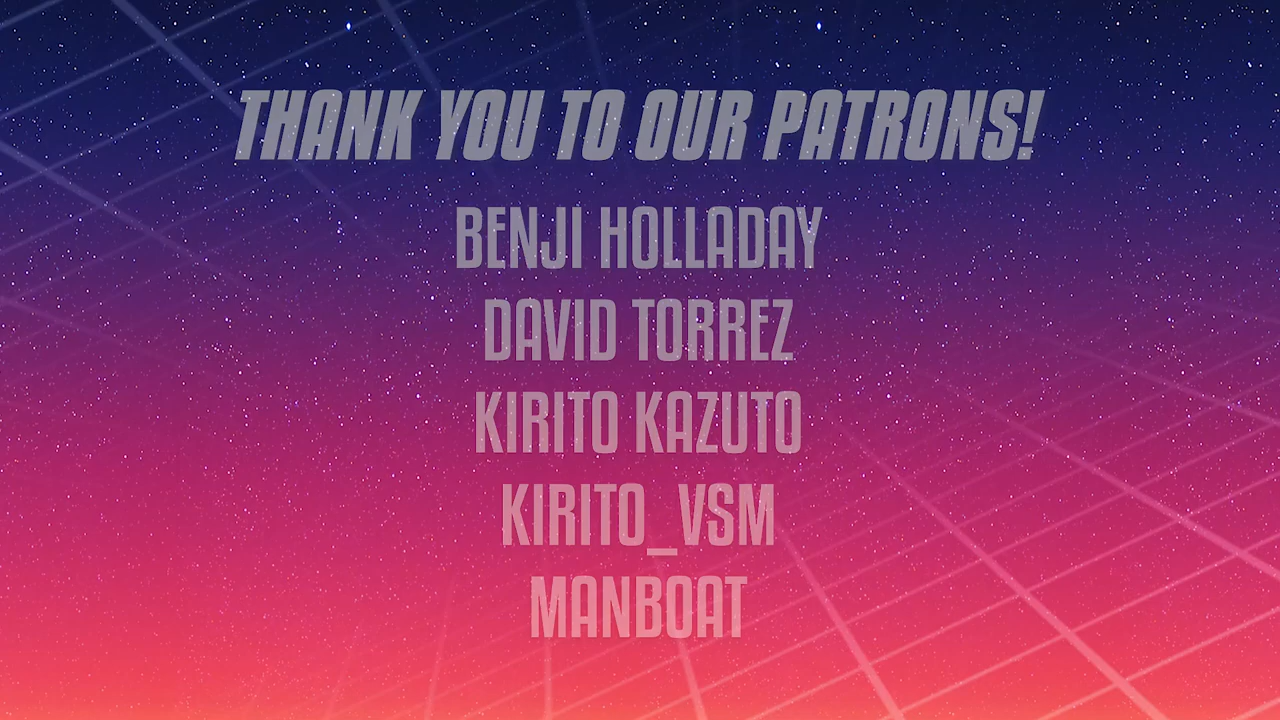 THANK YOU TO OUR PATRONS!
BENJI HOLLADAY
DAVID TORREZ
KIRITO KAZUTO
KIRITO_VSM
MANBOAT